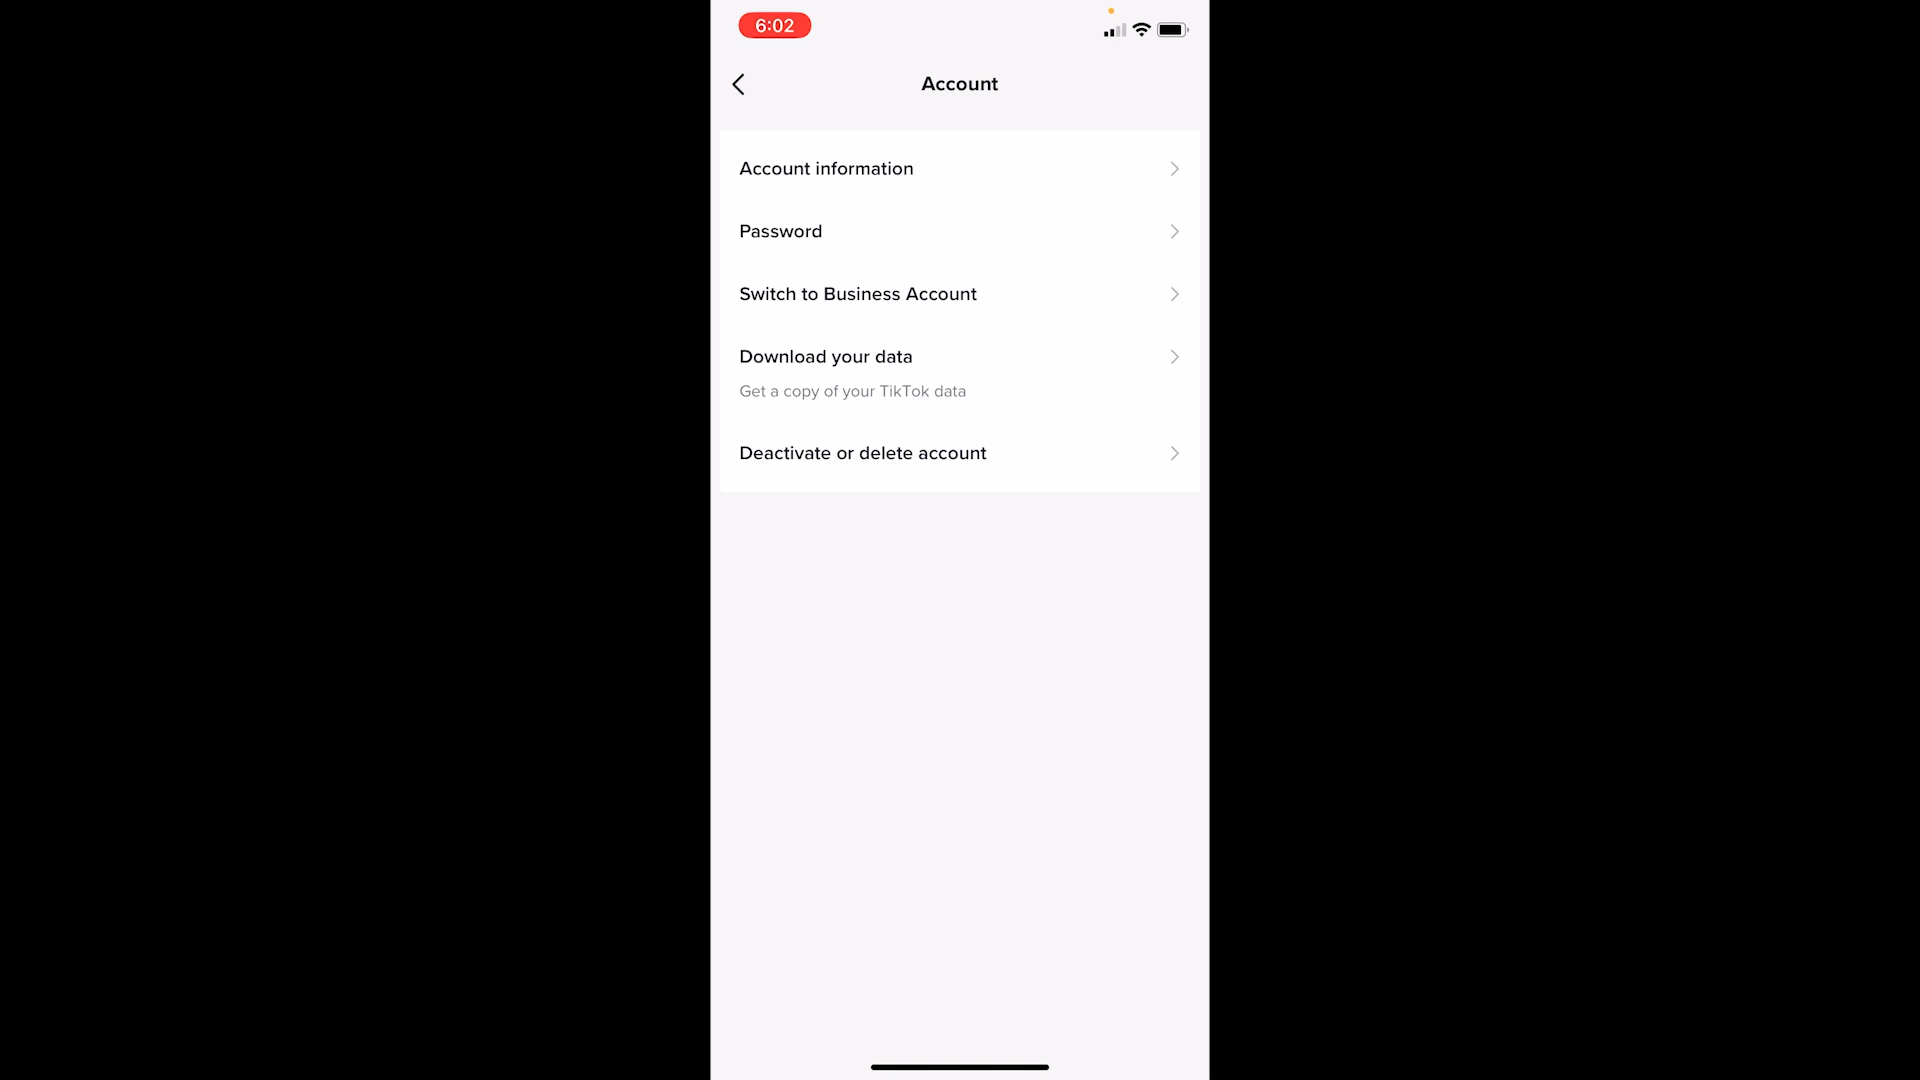 6:02
Account
Account information
Password
Switch to Business Account
Download your data
Get a copy of your TikTok data
Deactivate or delete account